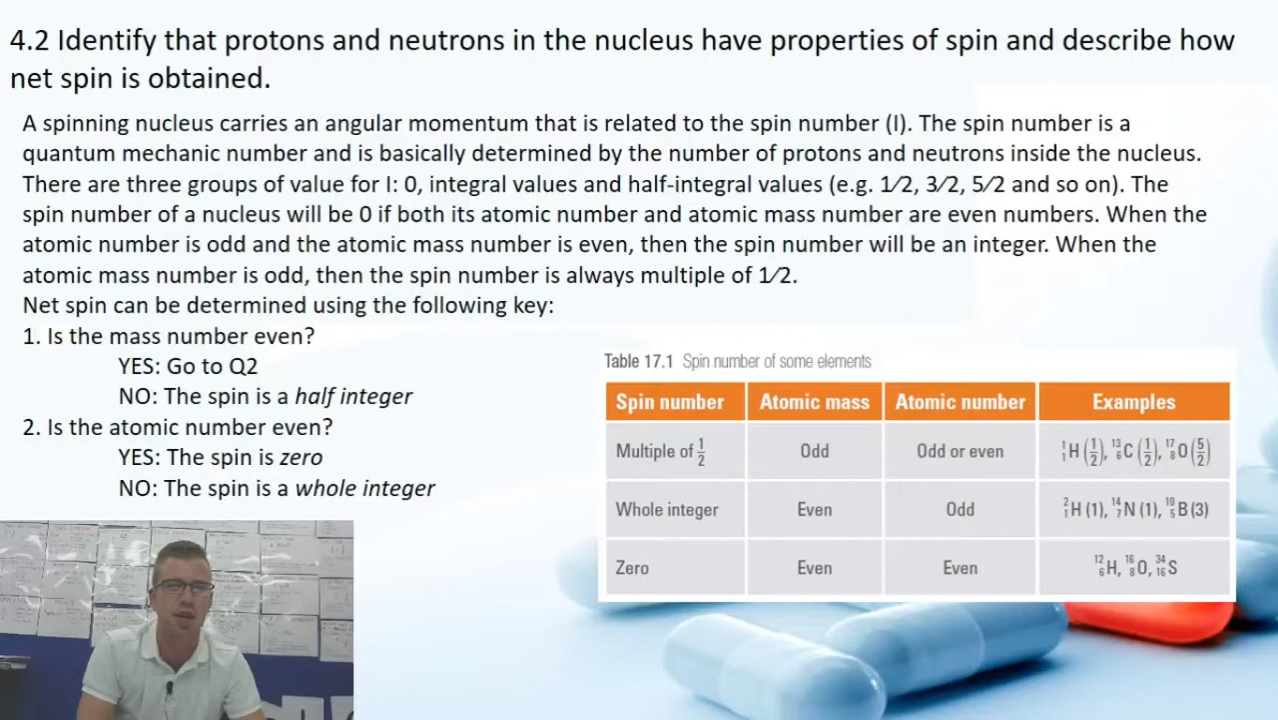 4.2 Identify that protons and neutrons in the nucleus have properties of spin and describe how
net spin is obtained.
A spinning nucleus carries an angular momentum that is related to the spin number (I). The spin number is a
quantum mechanic number and is basically determined by the number of protons and neutrons inside the nucleus.
There are three groups of value for I: 0, integral values and half-integral values (e.g. 1⁄2, 3⁄2, 5⁄2 and so on). The
spin number of a nucleus will be 0 if both its atomic number and atomic mass number are even numbers. When the
atomic number is odd and the atomic mass number is even, then the spin number will be an integer. When the
atomic mass number is odd, then the spin number is always multiple of 1⁄2.
Net spin can be determined using the following key:
1. Is the mass number even?
YES: Go to Q2
NO: The spin is a half integer
2. Is the atomic number even?
YES: The spin is zero
NO: The spin is a whole integer
Table 17.1 Spin number of some elements
Spin number Atomic mass Atomic number Examples
Multiple of 1/2 Odd Odd or even ¹₁H (1/2), ¹³₆C (1/2), ¹⁷₈O (5/2)
Whole integer Even Odd ²₁H (1), ¹⁴₇N (1), ¹⁰₅B (3)
Zero Even Even ¹²₆H, ¹⁶₈O, ³⁴₁₆S